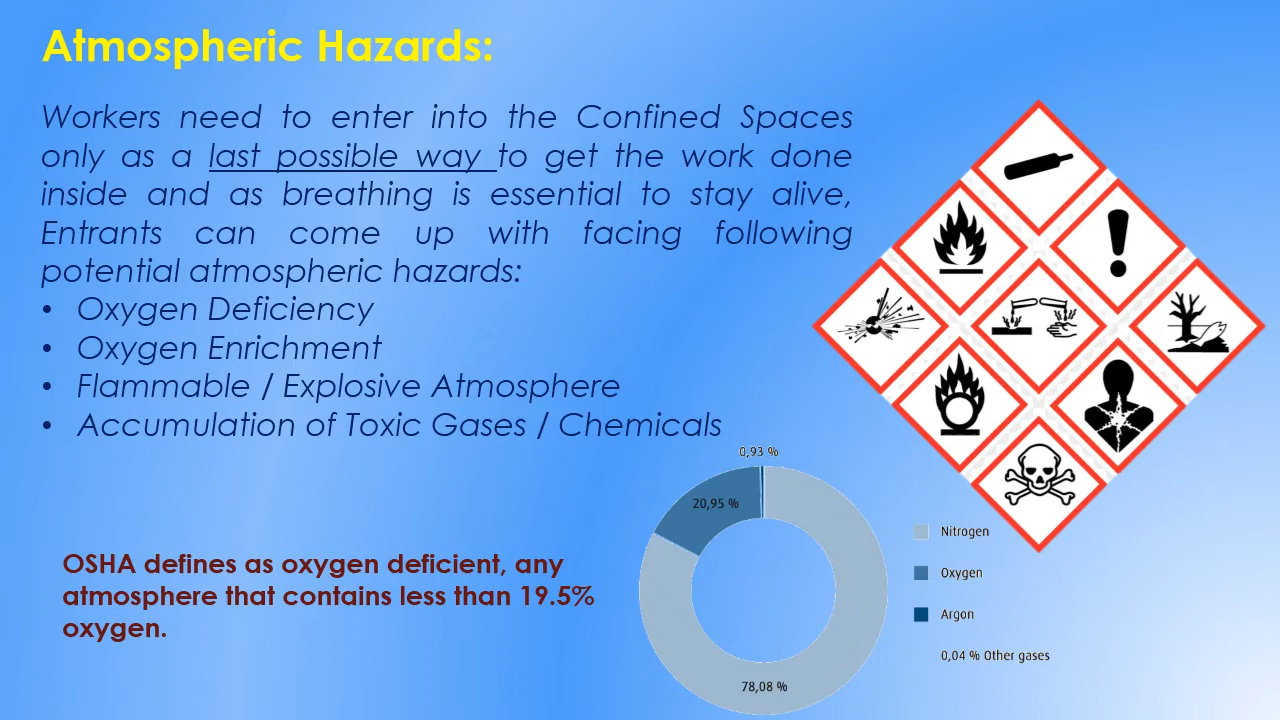 Atmospheric Hazards:
Workers need to enter into the Confined Spaces
only as a last possible way to get the work done
inside and as breathing is essential to stay alive,
Entrants can come up with facing following
potential atmospheric hazards:
• Oxygen Deficiency
• Oxygen Enrichment
• Flammable / Explosive Atmosphere
• Accumulation of Toxic Gases / Chemicals
OSHA defines as oxygen deficient, any
atmosphere that contains less than 19.5%
oxygen.
0,93 %
20,95 %
78,08 %
Nitrogen
Oxygen
Argon
0,04 % Other gases